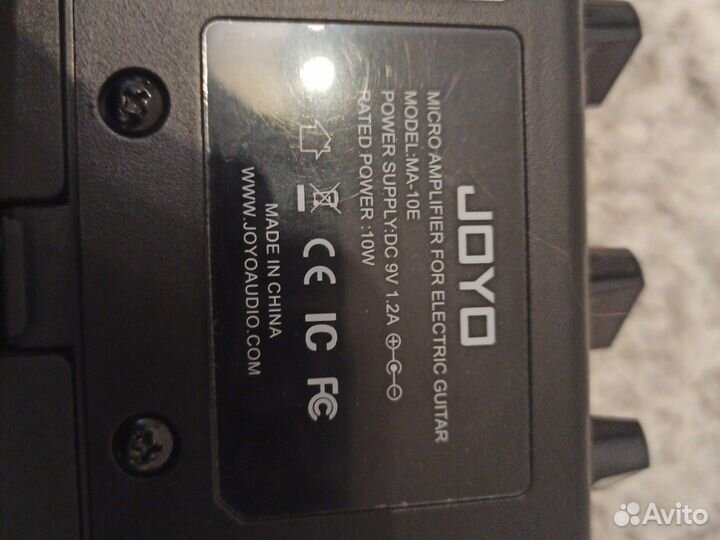 JOYO
MICRO AMPLIFIER FOR ELECTRIC GUITAR
MODEL:MA-10E
POWER SUPPLY:DC 9V 1.2A
RATED POWER :10W
CE IC FC
MADE IN CHINA
WWW.JOYOAUDIO.COM
Avito